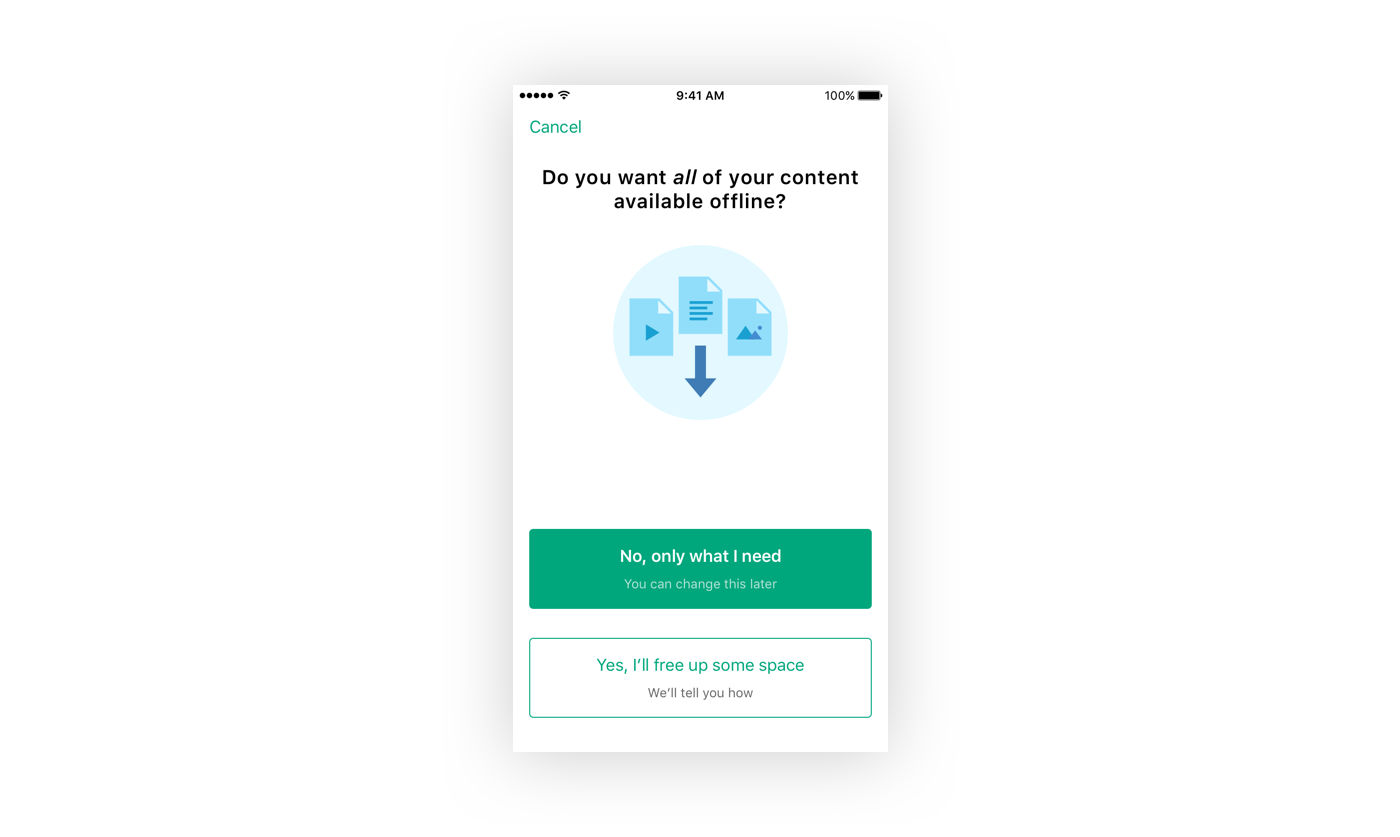 9:41 AM
100%
Cancel
Do you want all of your content
available offline?
No, only what I need
You can change this later
Yes, I’ll free up some space
We’ll tell you how